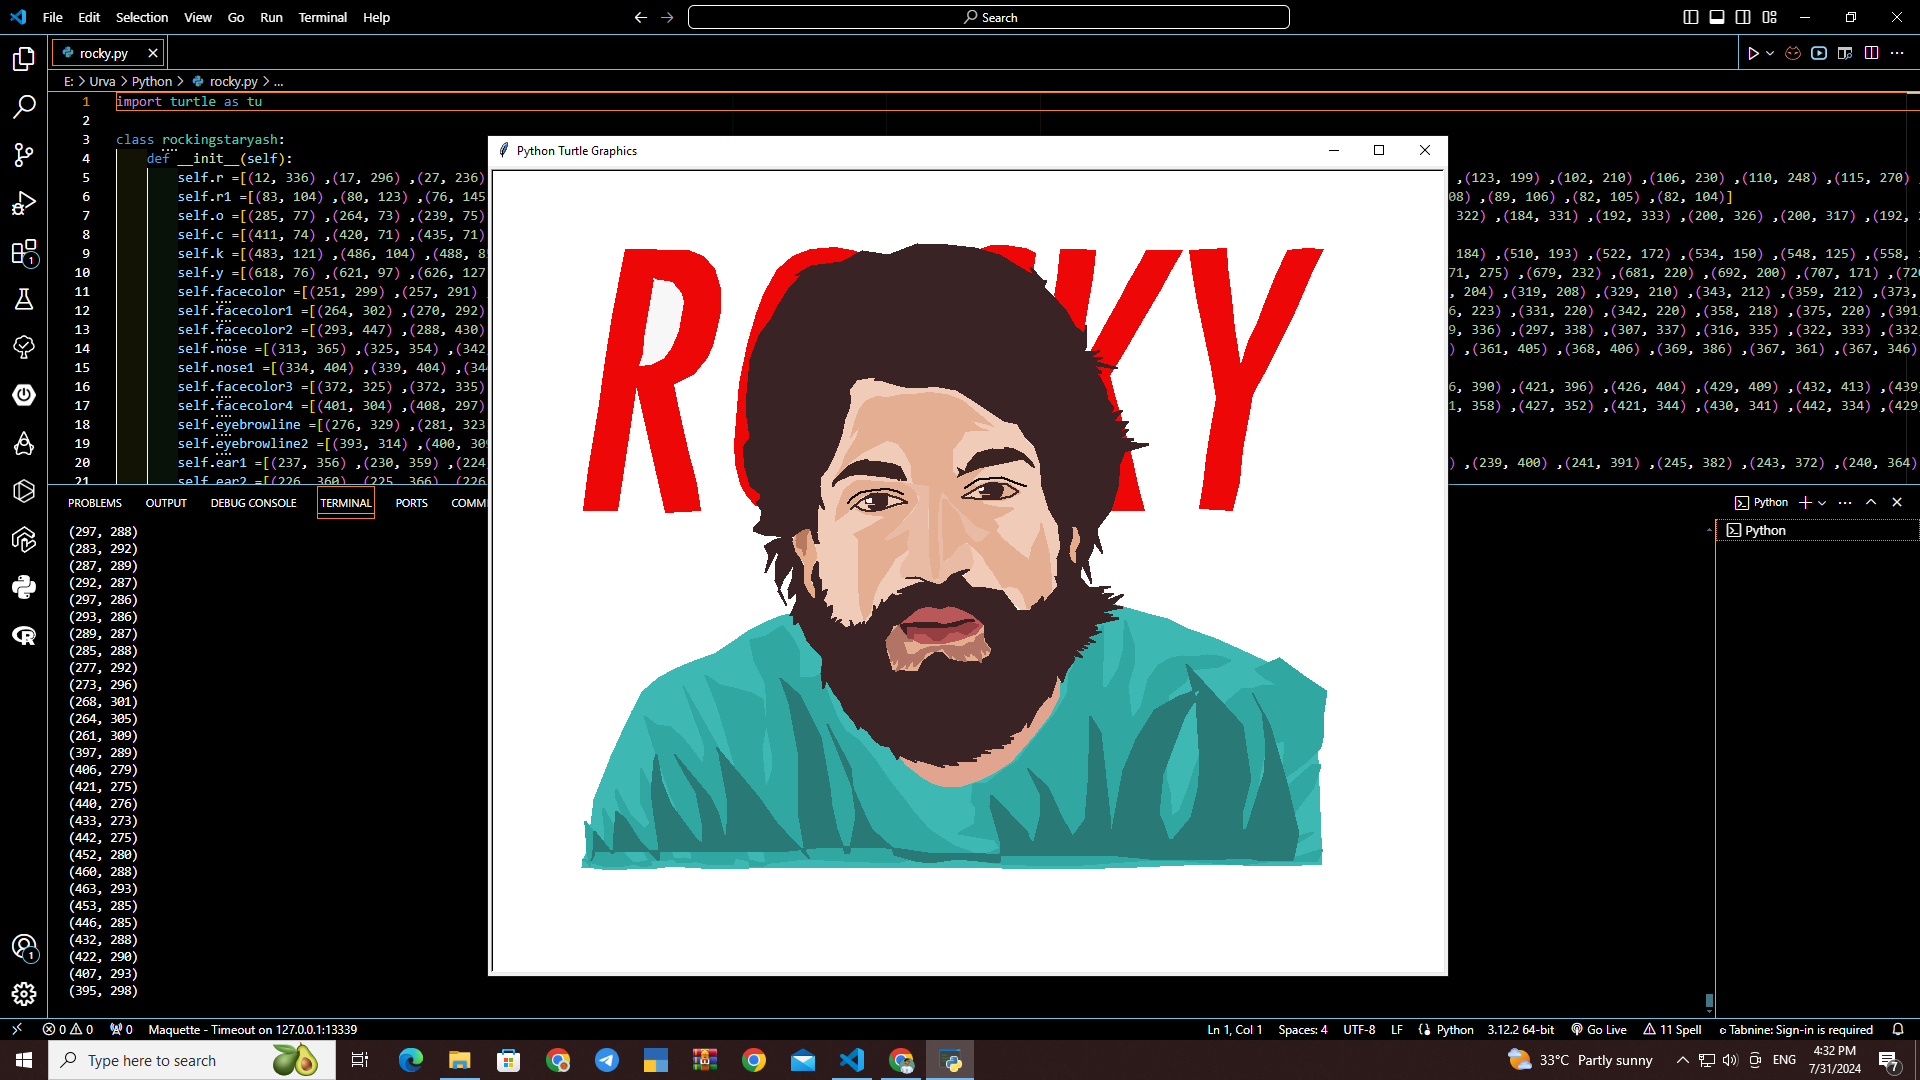 File Edit Selection View Go Run Terminal Help
Search
rocky.py
E: > Urva > Python > rocky.py > ...
1 import turtle as tu
2
3 class rockingstaryash:
4 def __init__(self):
5 self.r =[(12, 336) ,(17, 296) ,(27, 236) ,(123, 199) ,(102, 210) ,(106, 230) ,(110, 248) ,(115, 270)
6 self.r1 =[(83, 104) ,(80, 123) ,(76, 145 08) ,(89, 106) ,(82, 105) ,(82, 104)]
7 self.o =[(285, 77) ,(264, 73) ,(239, 75) 322) ,(184, 331) ,(192, 333) ,(200, 326) ,(200, 317) ,(192,
8 self.c =[(411, 74) ,(420, 71) ,(435, 71)
9 self.k =[(483, 121) ,(486, 104) ,(488, 8 184) ,(510, 193) ,(522, 172) ,(534, 150) ,(548, 125) ,(558,
10 self.y =[(618, 76) ,(621, 97) ,(626, 127 71, 275) ,(679, 232) ,(681, 220) ,(692, 200) ,(707, 171) ,(720
11 self.facecolor =[(251, 299) ,(257, 291) , 204) ,(319, 208) ,(329, 210) ,(343, 212) ,(359, 212) ,(373,
12 self.facecolor1 =[(264, 302) ,(270, 292) 6, 223) ,(331, 220) ,(342, 220) ,(358, 218) ,(375, 220) ,(391
13 self.facecolor2 =[(293, 447) ,(288, 430) 9, 336) ,(297, 338) ,(307, 337) ,(316, 335) ,(322, 333) ,(332
14 self.nose =[(313, 365) ,(325, 354) ,(342 ) ,(361, 405) ,(368, 406) ,(369, 386) ,(367, 361) ,(367, 346)
15 self.nose1 =[(334, 404) ,(339, 404) ,(34
16 self.facecolor3 =[(372, 325) ,(372, 335) 6, 390) ,(421, 396) ,(426, 404) ,(429, 409) ,(432, 413) ,(439
17 self.facecolor4 =[(401, 304) ,(408, 297) 1, 358) ,(427, 352) ,(421, 344) ,(430, 341) ,(442, 334) ,(429
18 self.eyebrowline =[(276, 329) ,(281, 323
19 self.eyebrowline2 =[(393, 314) ,(400, 309
20 self.ear1 =[(237, 356) ,(230, 359) ,(224 ) ,(239, 400) ,(241, 391) ,(245, 382) ,(243, 372) ,(240, 364)
21 self.ear2 =[(226, 360) ,(225, 366) ,(226
Python Turtle Graphics
ROCKY
PROBLEMS OUTPUT DEBUG CONSOLE TERMINAL PORTS COMM
Python
Python
(297, 288)
(283, 292)
(287, 289)
(292, 287)
(297, 286)
(293, 286)
(289, 287)
(285, 288)
(277, 292)
(273, 296)
(268, 301)
(264, 305)
(261, 309)
(397, 289)
(406, 279)
(421, 275)
(440, 276)
(433, 273)
(442, 275)
(452, 280)
(460, 288)
(463, 293)
(453, 285)
(446, 285)
(432, 288)
(422, 290)
(407, 293)
(395, 298)
0 0 0 Maquette - Timeout on 127.0.0.1:13339 Ln 1, Col 1 Spaces: 4 UTF-8 LF Python 3.12.2 64-bit Go Live 11 Spell Tabnine: Sign-in is required
Type here to search 33°C Partly sunny ENG 4:32 PM
7/31/2024 7